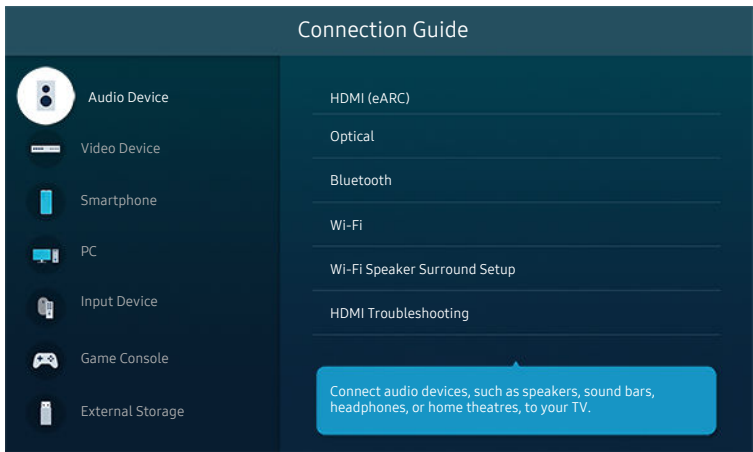 Connection Guide
Audio Device
Video Device
Smartphone
PC
Input Device
Game Console
External Storage
HDMI (eARC)
Optical
Bluetooth
Wi-Fi
Wi-Fi Speaker Surround Setup
HDMI Troubleshooting
Connect audio devices, such as speakers, sound bars,
headphones, or home theatres, to your TV.